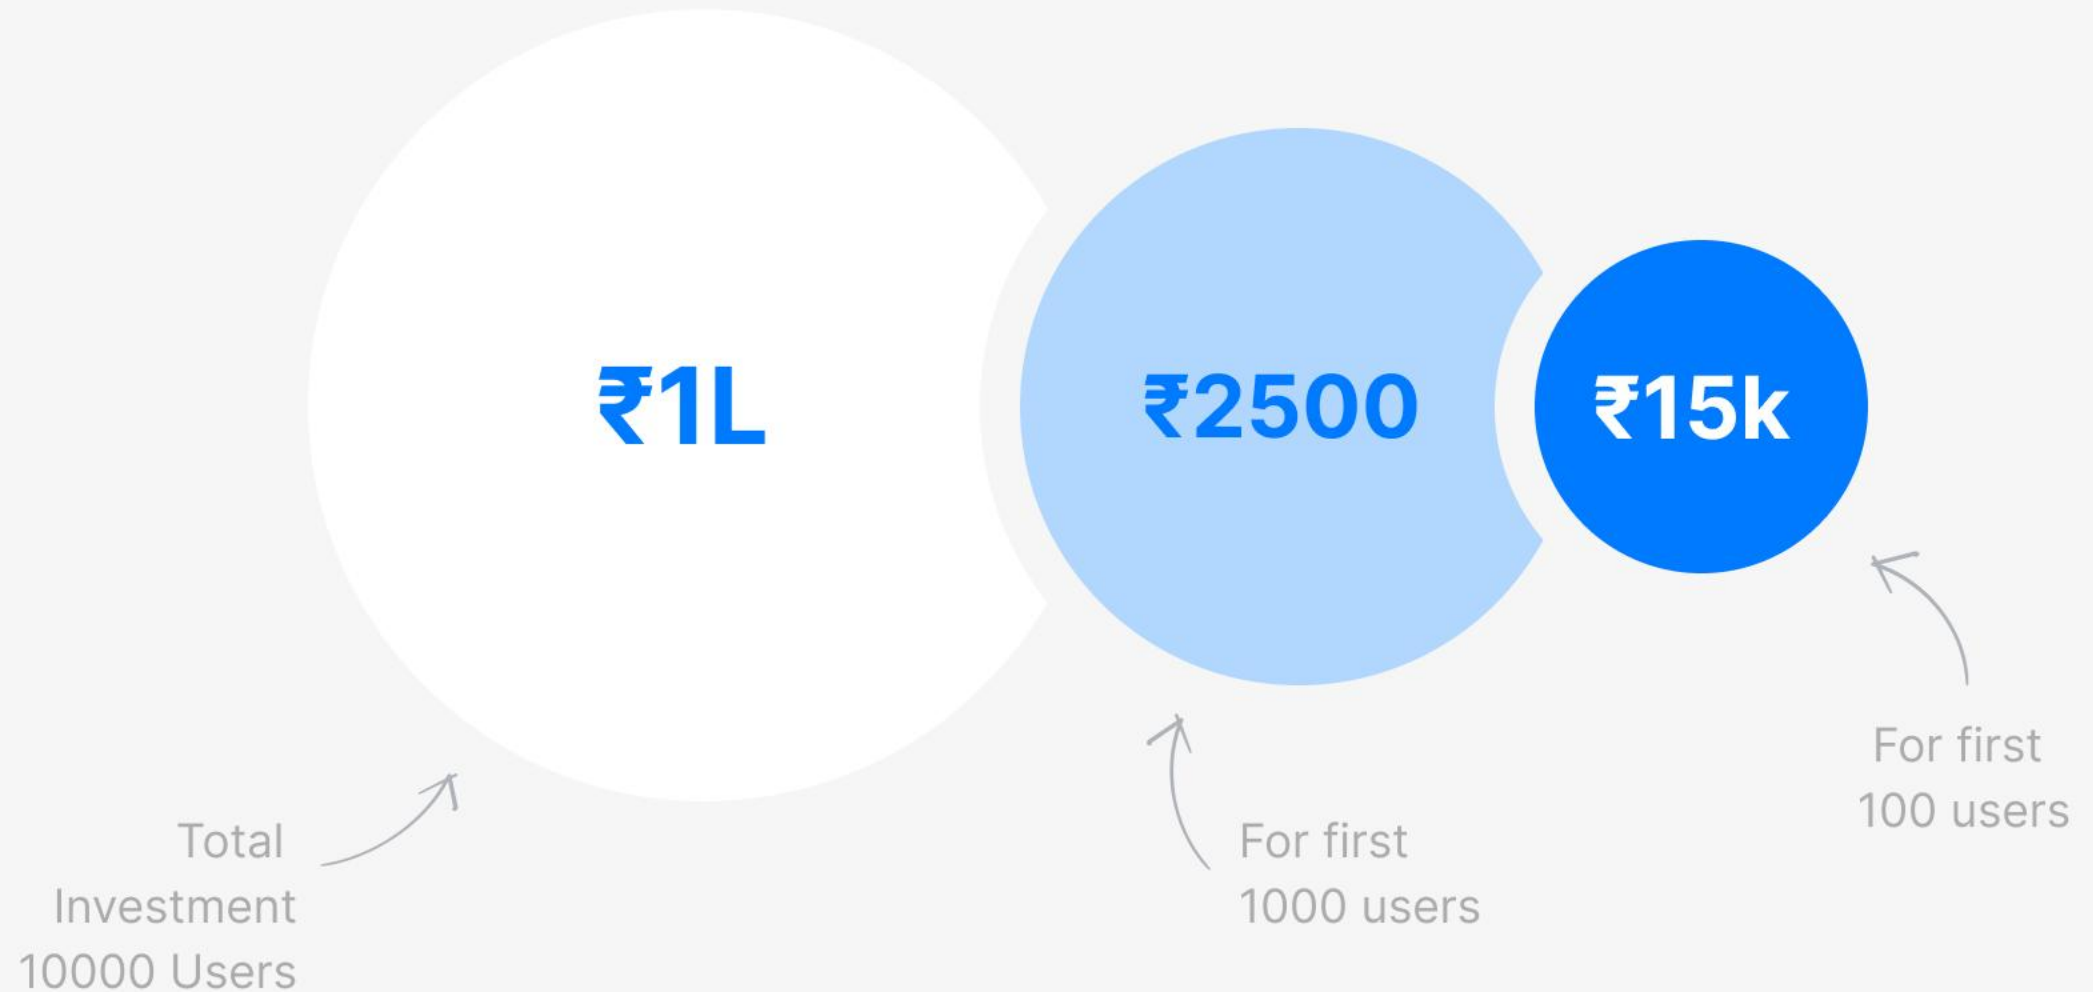 ₹1L
₹2500
₹15k
Total
Investment
10000 Users
For first
1000 users
For first
100 users